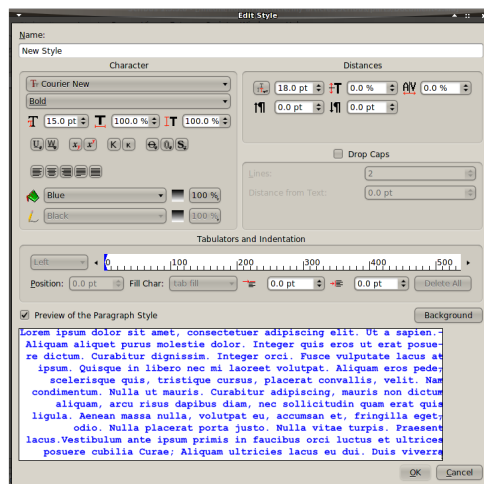 Edit Style
Name:
New Style
Character
Distances
Courier New
Bold
15.0 pt
100.0 %
100.0 %
18.0 pt
0.0 %
0.0 %
0.0 pt
0.0 pt
Drop Caps
Lines:
2
Distance from Text:
0.0 pt
Blue
100 %
Black
100 %
Tabulators and Indentation
Left
0
100
200
300
400
500
Position:
0.0 pt
Fill Char:
tab fill
0.0 pt
0.0 pt
Delete All
Preview of the Paragraph Style
Background
Lorem ipsum dolor sit amet, consectetuer adipiscing elit. Ut a sapien.
Aliquam aliquet purus molestie dolor. Integer quis eros ut erat posue-
re dictum. Curabitur dignissim. Integer orci. Fusce vulputate lacus at
ipsum. Quisque in libero nec mi laoreet volutpat. Aliquam eros pede,
scelerisque quis, tristique cursus, placerat convallis, velit. Nam
condimentum. Nulla ut mauris. Curabitur adipiscing, mauris non dictum
aliquam, arcu risus dapibus diam, nec sollicitudin quam erat quis
ligula. Aenean massa nulla, volutpat eu, accumsan et, fringilla eget,
odio. Nulla placerat porta justo. Nulla vitae turpis. Praesent
lacus.Vestibulum ante ipsum primis in faucibus orci luctus et ultrices
posuere cubilia Curae; Aliquam ultricies lacus eu dui. Duis viverra
OK
Cancel